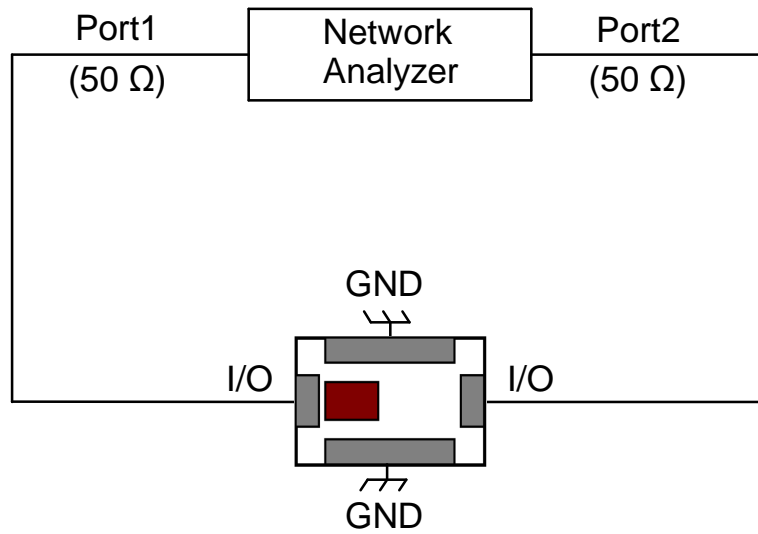 Port1
(50 Ω)
Network
Analyzer
Port2
(50 Ω)
GND
I/O
I/O
GND